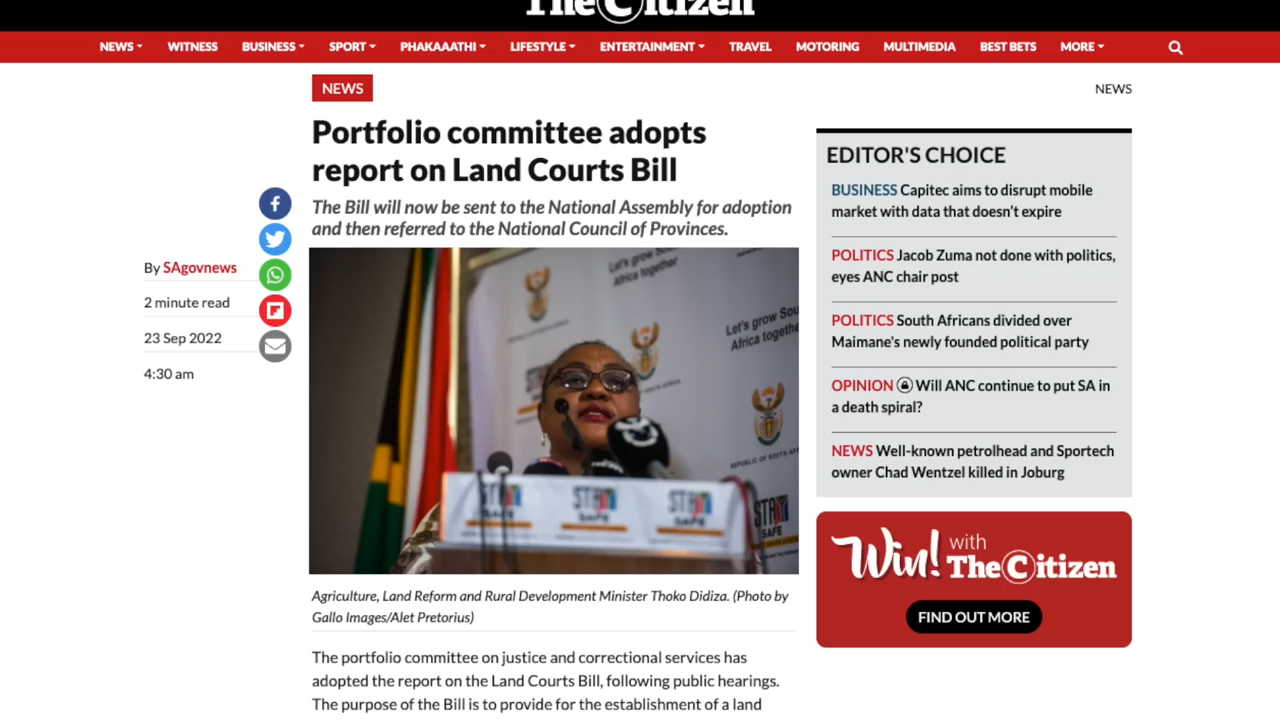 The Citizen
NEWS WITNESS BUSINESS SPORT PHAKAAATHI LIFESTYLE ENTERTAINMENT TRAVEL MOTORING MULTIMEDIA BEST BETS MORE
NEWS
NEWS
Portfolio committee adopts
report on Land Courts Bill
The Bill will now be sent to the National Assembly for adoption
and then referred to the National Council of Provinces.
By SAgovnews
2 minute read
23 Sep 2022
4:30 am
Let's grow South
Africa together
Let's grow Sou
Africa togethe
REPUBLIC OF SOUTH AF
STAY
SAFE
STAY
SAFE
STAY
SAFE
STAY
SAFE
Agriculture, Land Reform and Rural Development Minister Thoko Didiza. (Photo by
Gallo Images/Alet Pretorius)
The portfolio committee on justice and correctional services has
adopted the report on the Land Courts Bill, following public hearings.
The purpose of the Bill is to provide for the establishment of a land
EDITOR'S CHOICE
BUSINESS Capitec aims to disrupt mobile
market with data that doesn't expire
POLITICS Jacob Zuma not done with politics,
eyes ANC chair post
POLITICS South Africans divided over
Maimane's newly founded political party
OPINION Will ANC continue to put SA in
a death spiral?
NEWS Well-known petrolhead and Sportech
owner Chad Wentzel killed in Joburg
Win! with
The Citizen
FIND OUT MORE